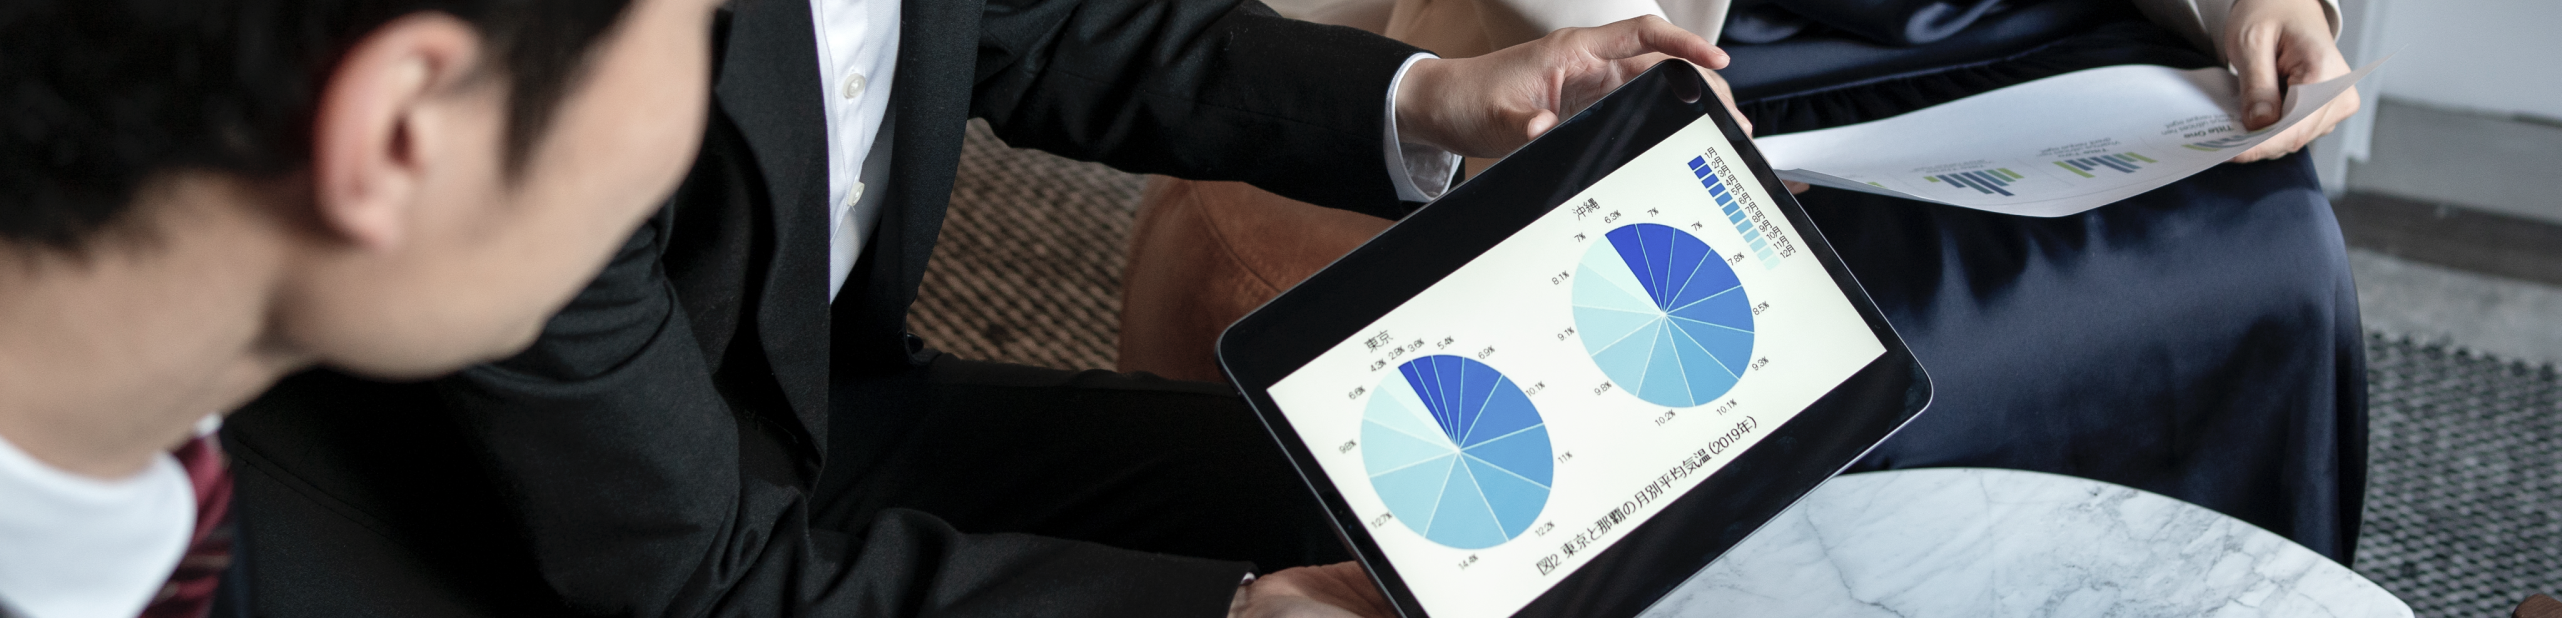 東京
4.3%
2.8%
3.6%
5.4%
6.9%
10.1%
11%
12.2%
14.4%
12.7%
9.8%
6.6%
沖縄
7%
6.3%
7%
7%
7.8%
8.5%
9.3%
10.1%
10.2%
9.8%
9.1%
8.1%
1月
2月
3月
4月
5月
6月
7月
8月
9月
10月
11月
12月
図2 東京と那覇の月別平均気温(2019年)
Title One